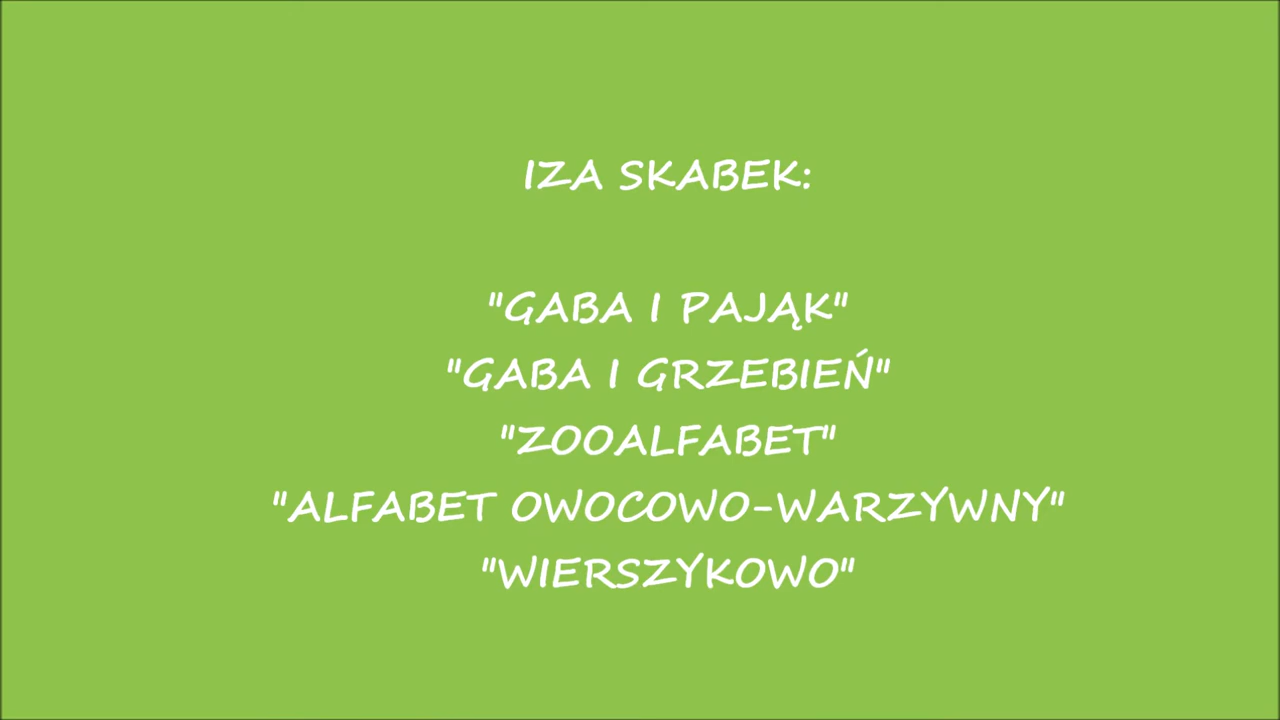 IZA SKABEK:
"GABA I PAJĄK"
"GABA I GRZEBIEŃ"
"ZOOALFABET"
"ALFABET OWOCOWO-WARZYWNY"
"WIERSZYKOWO"